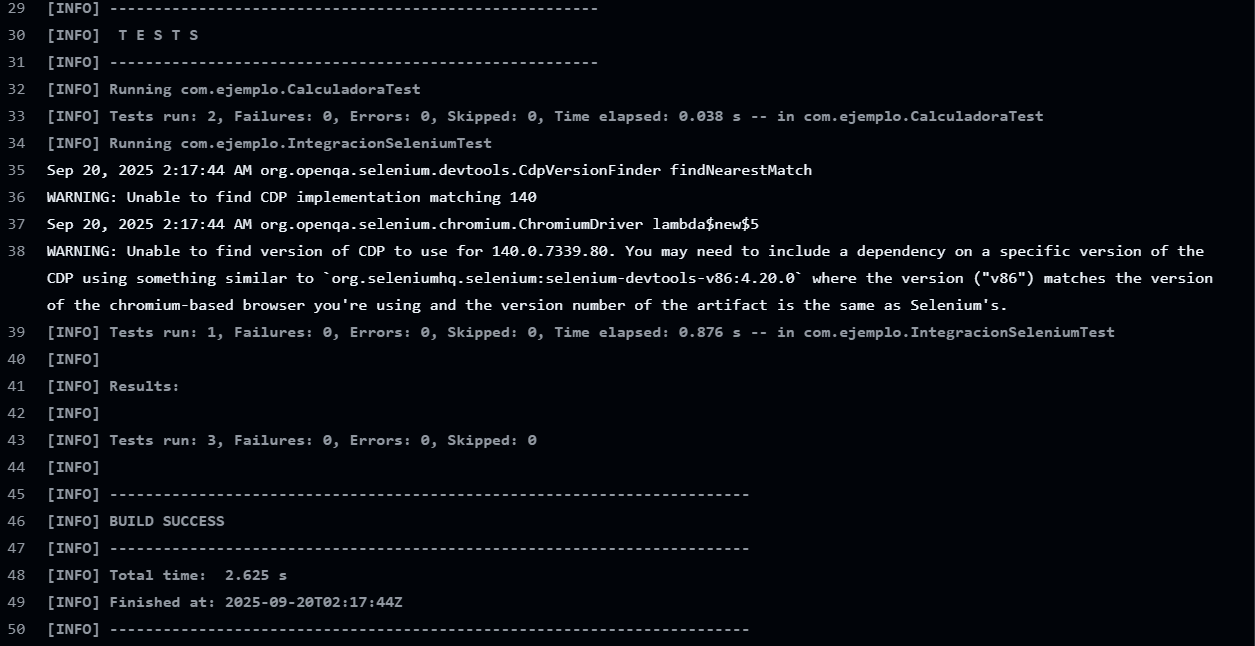 29 [INFO] -------------------------------------------------------
30 [INFO]  T E S T S
31 [INFO] -------------------------------------------------------
32 [INFO] Running com.ejemplo.CalculadoraTest
33 [INFO] Tests run: 2, Failures: 0, Errors: 0, Skipped: 0, Time elapsed: 0.038 s -- in com.ejemplo.CalculadoraTest
34 [INFO] Running com.ejemplo.IntegracionSeleniumTest
35 Sep 20, 2025 2:17:44 AM org.openqa.selenium.devtools.CdpVersionFinder findNearestMatch
36 WARNING: Unable to find CDP implementation matching 140
37 Sep 20, 2025 2:17:44 AM org.openqa.selenium.chromium.ChromiumDriver lambda$new$5
38 WARNING: Unable to find version of CDP to use for 140.0.7339.80. You may need to include a dependency on a specific version of the
CDP using something similar to `org.seleniumhq.selenium:selenium-devtools-v86:4.20.0` where the version ("v86") matches the version
of the chromium-based browser you're using and the version number of the artifact is the same as Selenium's.
39 [INFO] Tests run: 1, Failures: 0, Errors: 0, Skipped: 0, Time elapsed: 0.876 s -- in com.ejemplo.IntegracionSeleniumTest
40 [INFO]
41 [INFO] Results:
42 [INFO]
43 [INFO] Tests run: 3, Failures: 0, Errors: 0, Skipped: 0
44 [INFO]
45 [INFO] ------------------------------------------------------------------------
46 [INFO] BUILD SUCCESS
47 [INFO] ------------------------------------------------------------------------
48 [INFO] Total time:  2.625 s
49 [INFO] Finished at: 2025-09-20T02:17:44Z
50 [INFO] ------------------------------------------------------------------------